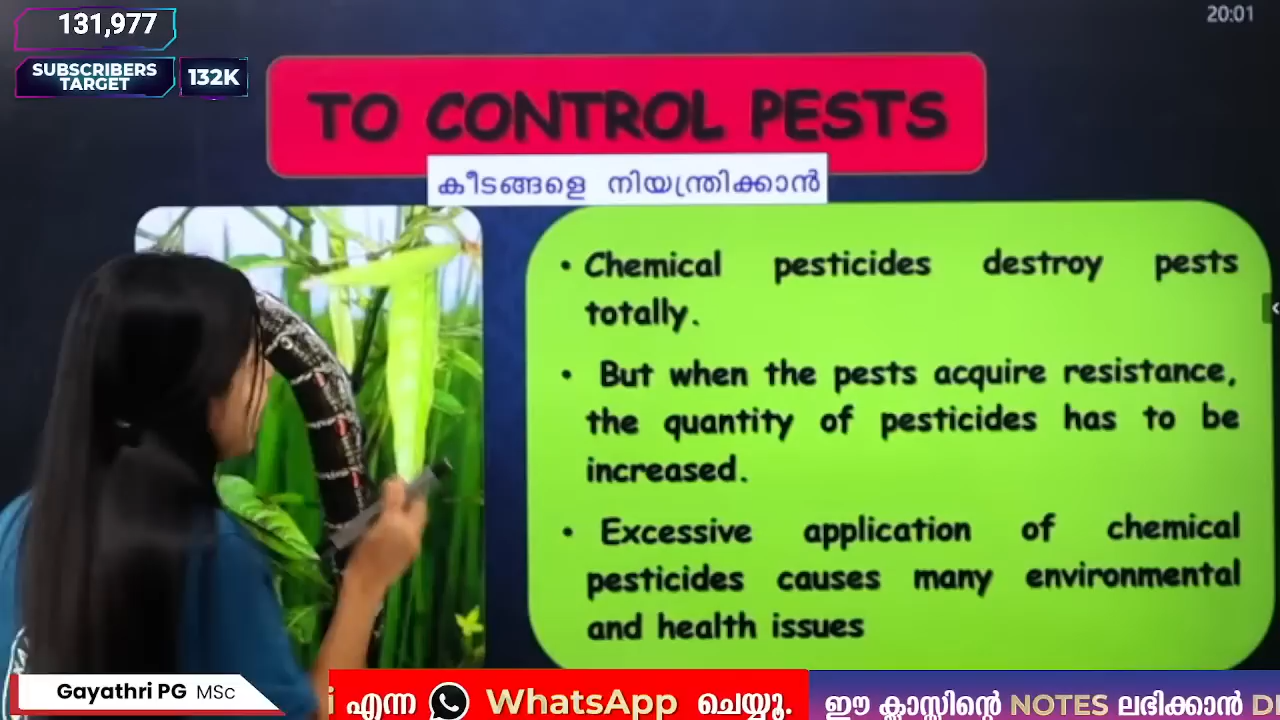 131,977
20:01
SUBSCRIBERS
TARGET
132K
TO CONTROL PESTS
കീടങ്ങളെ നിയന്ത്രിക്കാൻ
• Chemical pesticides destroy pests
totally.
• But when the pests acquire resistance,
the quantity of pesticides has to be
increased.
• Excessive application of chemical
pesticides causes many environmental
and health issues
Gayathri PG MSc
i എന്ന WhatsApp ചെയ്യൂ.
ഈ ക്ലാസ്സിന്റെ NOTES ലഭിക്കാൻ D